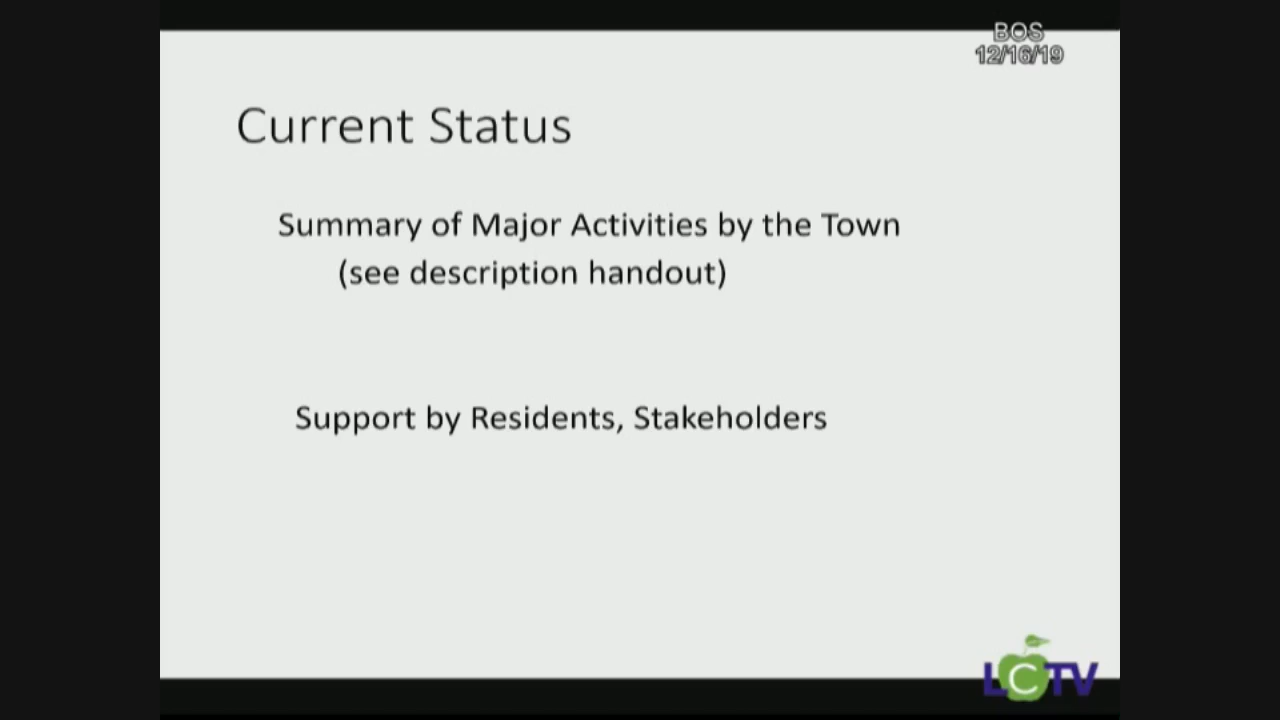 BOS
12/16/19
Current Status
Summary of Major Activities by the Town
(see description handout)
Support by Residents, Stakeholders
LCTV